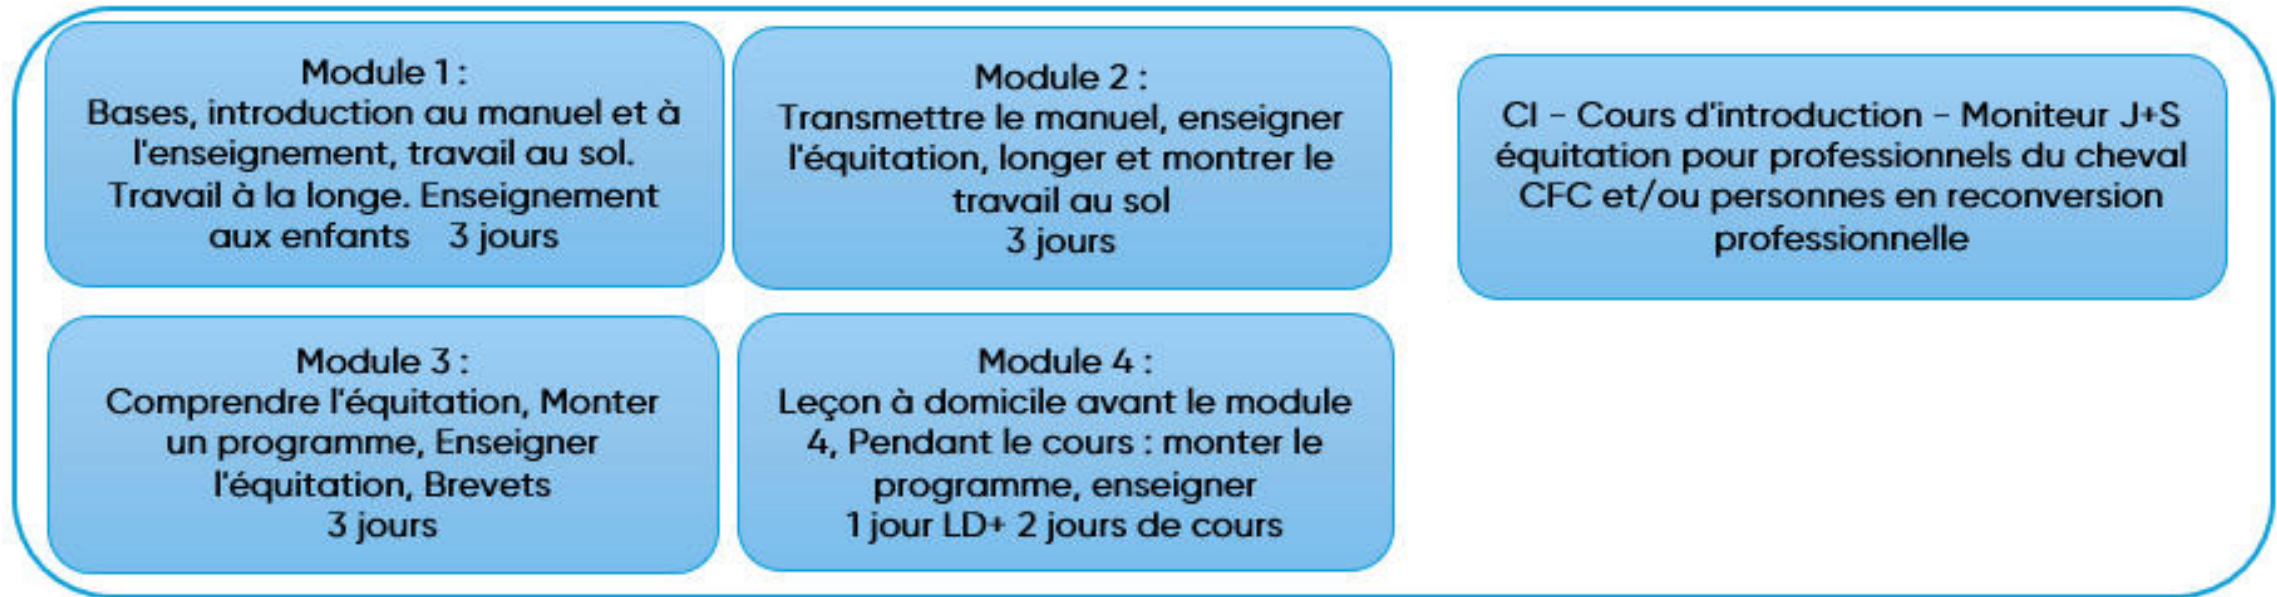 Module 1 :
Bases, introduction au manuel et à
l'enseignement, travail au sol.
Travail à la longe. Enseignement
aux enfants 3 jours
Module 2 :
Transmettre le manuel, enseigner
l'équitation, longer et montrer le
travail au sol
3 jours
CI - Cours d'introduction - Moniteur J+S
équitation pour professionnels du cheval
CFC et/ou personnes en reconversion
professionnelle
Module 3 :
Comprendre l'équitation, Monter
un programme, Enseigner
l'équitation, Brevets
3 jours
Module 4 :
Leçon à domicile avant le module
4, Pendant le cours : monter le
programme, enseigner
1 jour LD+ 2 jours de cours